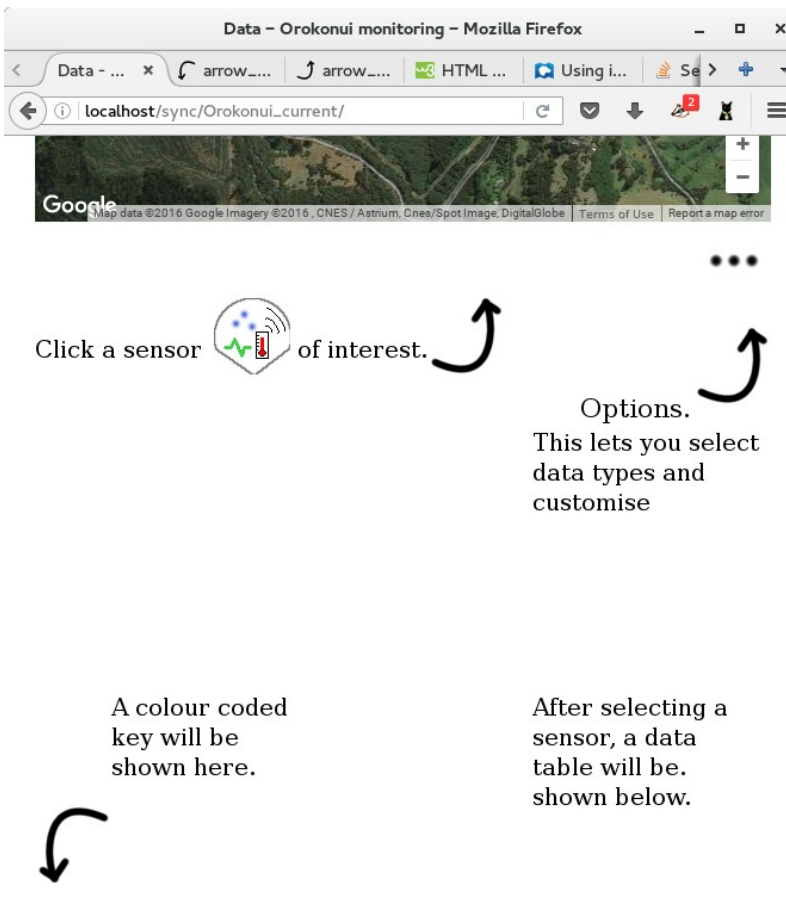 Data – Orokonui monitoring – Mozilla Firefox
Data - ... × arrow_... arrow_... w3 HTML ... Using i... Se
localhost/sync/Orokonui_current/
2
+
−
Google
Map data ©2016 Google Imagery ©2016 , CNES / Astrium, Cnes/Spot Image, DigitalGlobe Terms of Use Report a map error
Click a sensor of interest.
Options.
This lets you select
data types and
customise
A colour coded
key will be
shown here.
After selecting a
sensor, a data
table will be.
shown below.